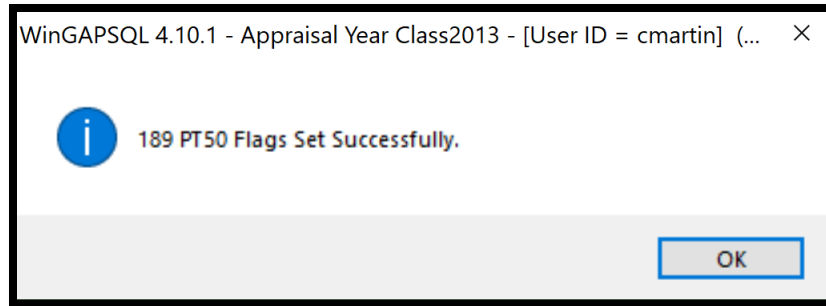 WinGAPSQL 4.10.1 - Appraisal Year Class2013 - [User ID = cmartin] (...
189 PT50 Flags Set Successfully.
OK